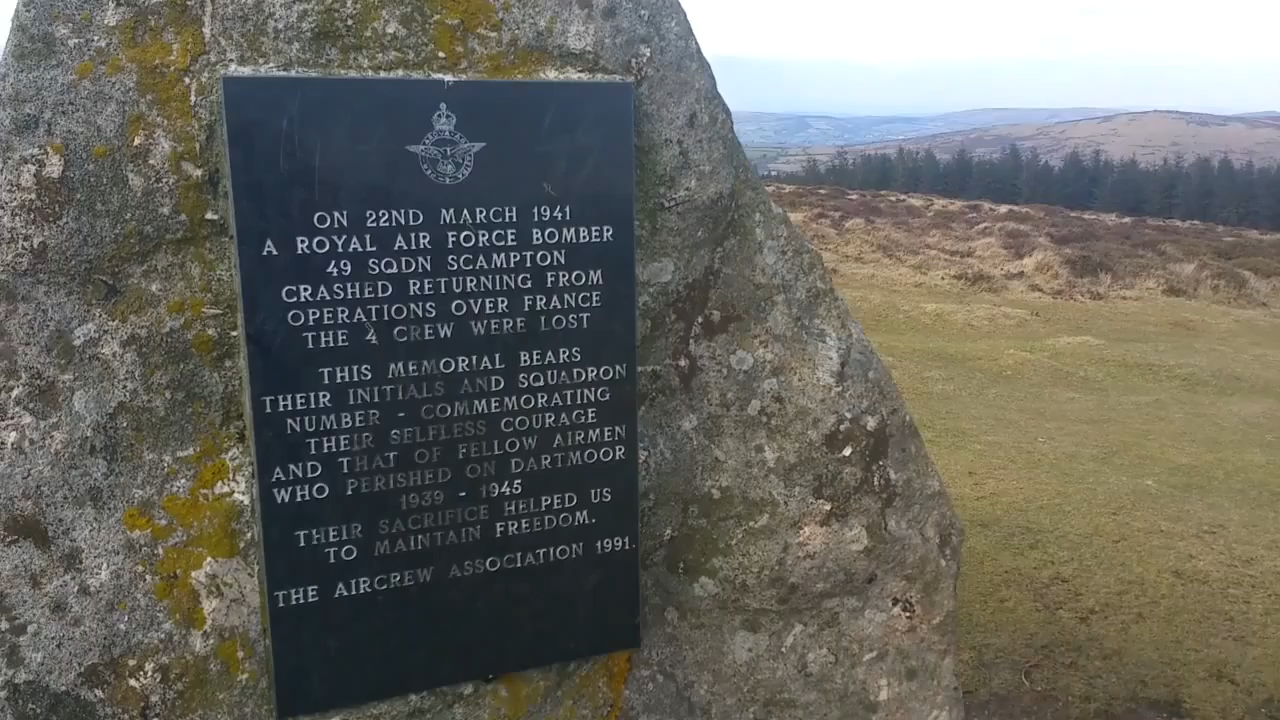 ON 22ND MARCH 1941
A ROYAL AIR FORCE BOMBER
49 SQDN SCAMPTON
CRASHED RETURNING FROM
OPERATIONS OVER FRANCE
THE 4 CREW WERE LOST
THIS MEMORIAL BEARS
THEIR INITIALS AND SQUADRON
NUMBER - COMMEMORATING
THEIR SELFLESS COURAGE
AND THAT OF FELLOW AIRMEN
WHO PERISHED ON DARTMOOR
1939 - 1945
THEIR SACRIFICE HELPED US
TO MAINTAIN FREEDOM.
THE AIRCREW ASSOCIATION 1991.